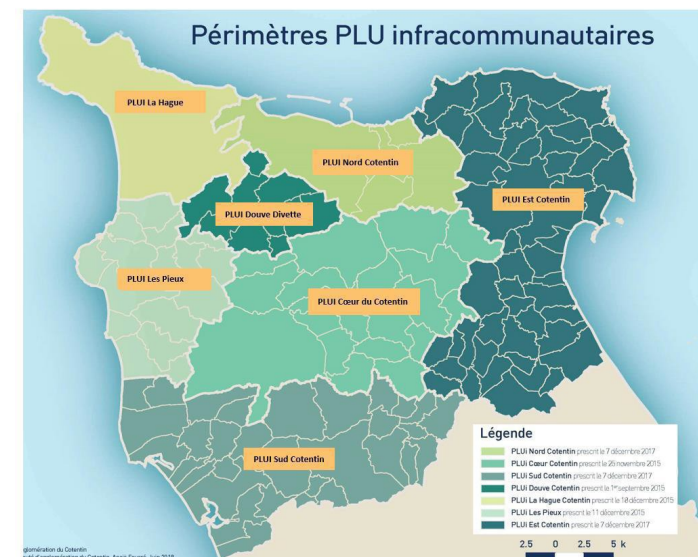 Périmètres PLU infracommunautaires
PLUI La Hague
PLUI Nord Cotentin
PLUI Est Cotentin
PLUI Douve Divette
PLUI Les Pieux
PLUI Cœur du Cotentin
PLUI Sud Cotentin
Légende
PLUi Nord Cotentin prescrit le 7 décembre 2017
PLUi Cœur Cotentin prescrit le 26 novembre 2015
PLUi Sud Cotentin prescrit le 7 décembre 2017
PLUi Douve Cotentin prescrit le 1er septembre 2015
PLUi La Hague Cotentin prescrit le 10 décembre 2015
PLUi Les Pieux prescrit le 11 décembre 2015
PLUi Est Cotentin prescrit le 7 décembre 2017
2.5 0 2.5 5 k
glomération du Cotentin